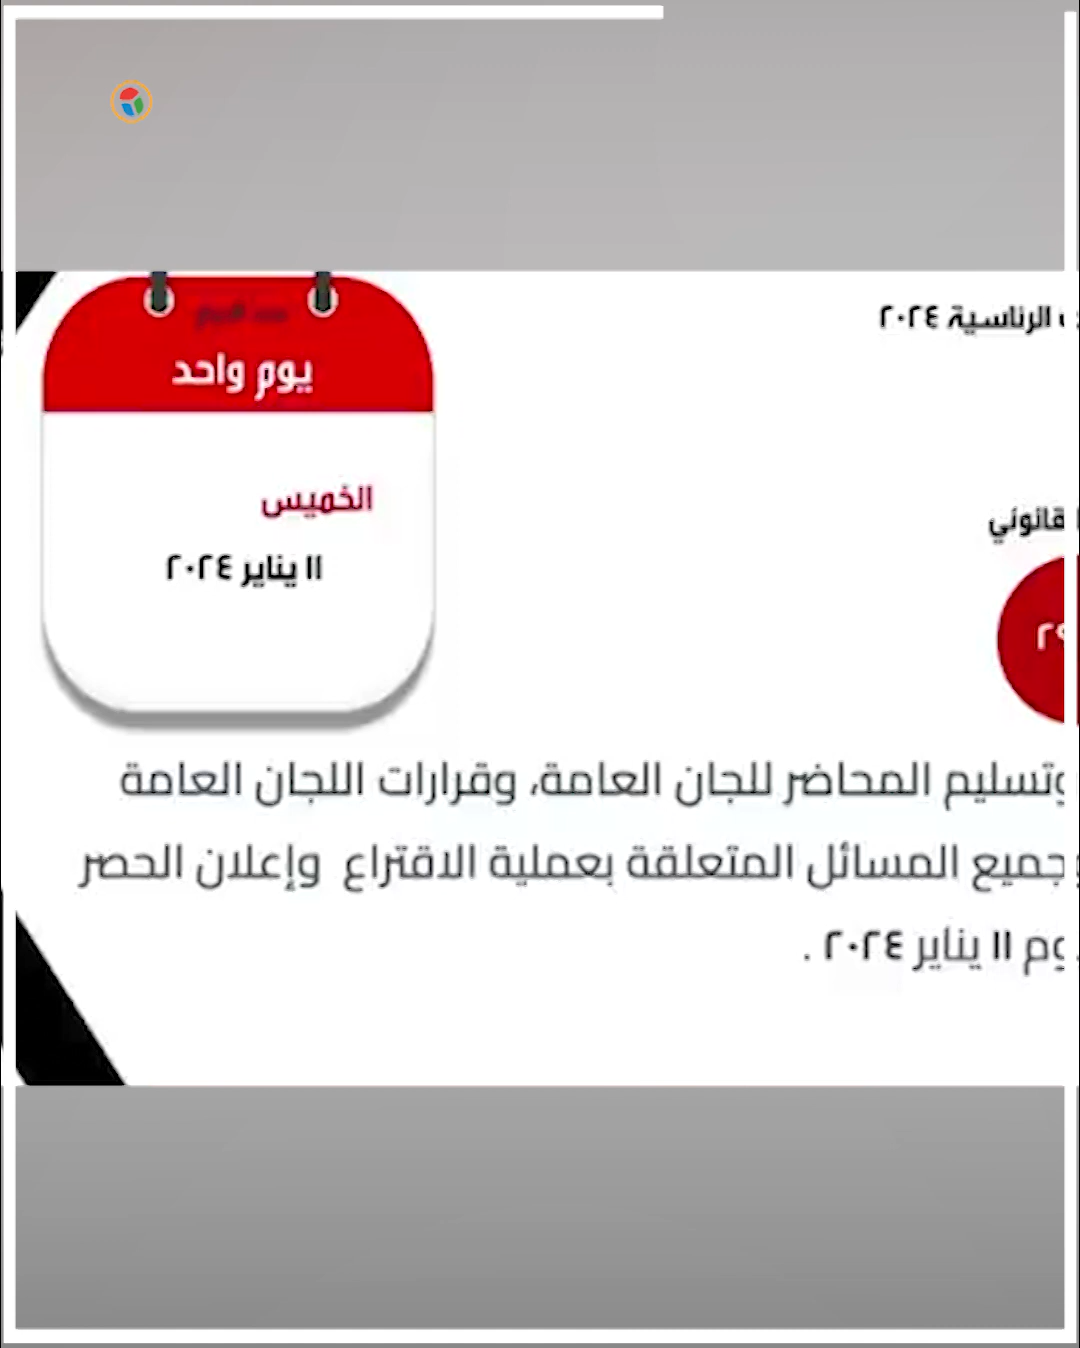 الرئاسية ٢٠٢٤
يوم واحد
الخميس
١١ يناير ٢٠٢٤
قانوني
وتسليم المحاضر للجان العامة، وقرارات اللجان العامة
جميع المسائل المتعلقة بعملية الاقتراع وإعلان الحصر
١١ يناير ٢٠٢٤ .